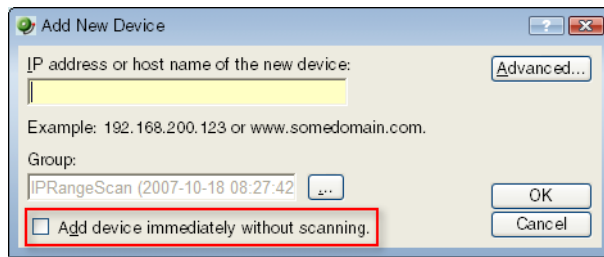 Add New Device
IP address or host name of the new device:
Advanced...
Example: 192.168.200.123 or www.somedomain.com.
Group:
IPRangeScan (2007-10-18 08:27:42
...
OK
Add device immediately without scanning.
Cancel